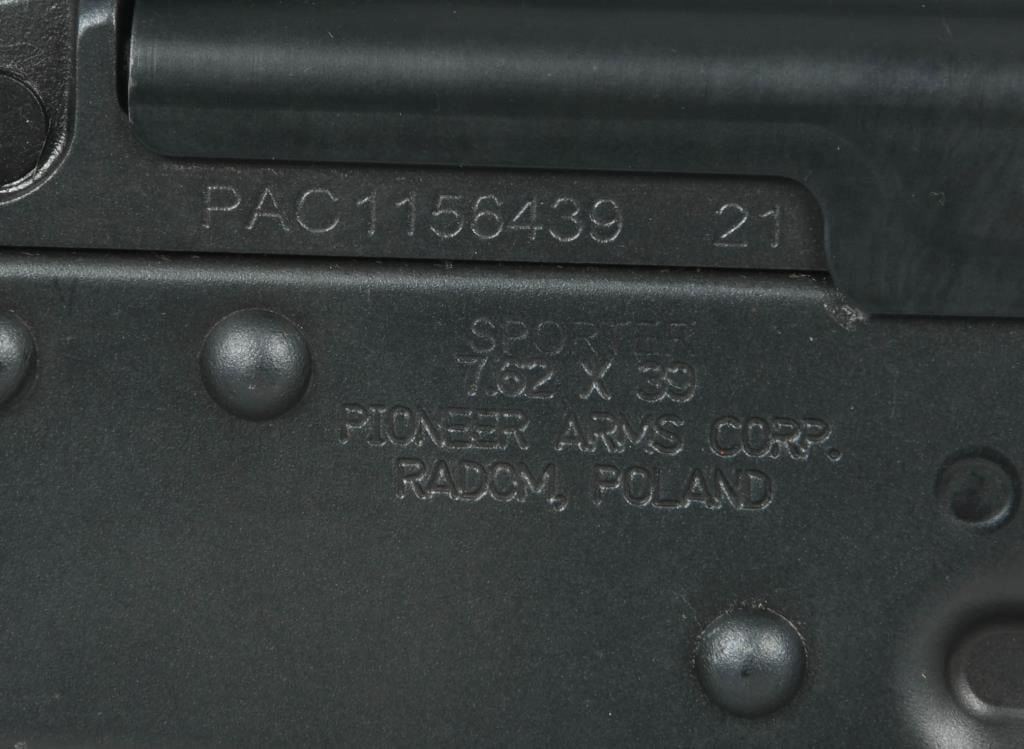 PAC1156439 21
SPORTER
7.62 X 39
PIONEER ARMS CORP.
RADOM, POLAND